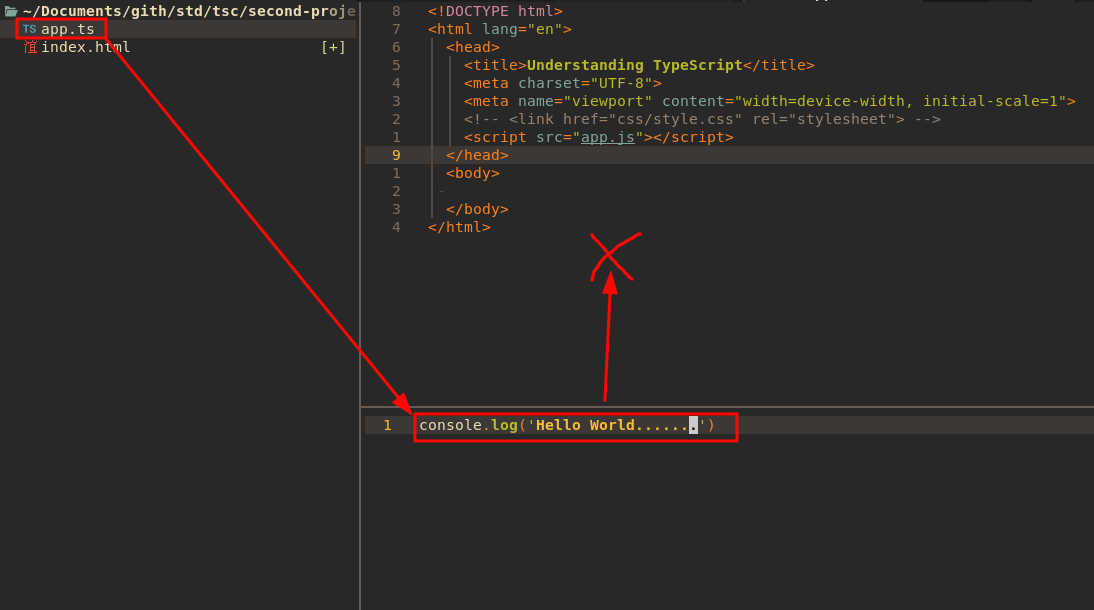 ~/Documents/gith/std/tsc/second-proje
TS app.ts
index.html [+]
8 <!DOCTYPE html>
7 <html lang="en">
6 <head>
5 <title>Understanding TypeScript</title>
4 <meta charset="UTF-8">
3 <meta name="viewport" content="width=device-width, initial-scale=1">
2 <!-- <link href="css/style.css" rel="stylesheet"> -->
1 <script src="app.js"></script>
9 </head>
1 <body>
2 -
3 </body>
4 </html>
1 console.log('Hello World.......')